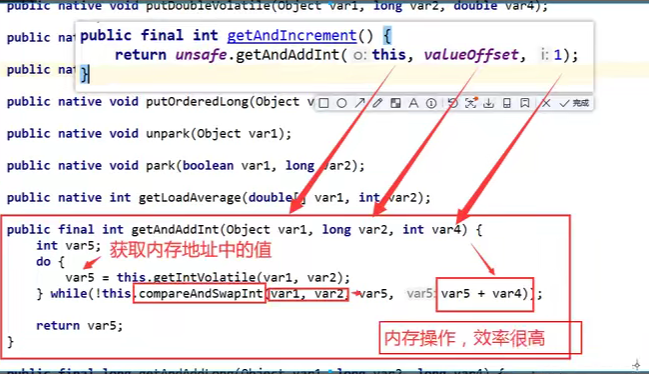 public native void putDoubleVolatile(Object var1, long var2, double var4);
public na
public final int getAndIncrement() {
return unsafe.getAndAddInt( o: this, valueOffset, i: 1);
}
public na
public native void putOrderedLong(Object v
完成
public native void unpark(Object var1);
public native void park(boolean var1, long var2);
public native int getLoadAverage(double[] var1, int var2);
public final int getAndAddInt(Object var1, long var2, int var4) {
int var5;
获取内存地址中的值
do {
var5 = this.getIntVolatile(var1, var2);
} while(!this.compareAndSwapInt(var1, var2, var5, var5: var5 + var4));
return var5;
内存操作，效率很高
}
public final long getAndAddLong(Object var1, long var2, long var4) {